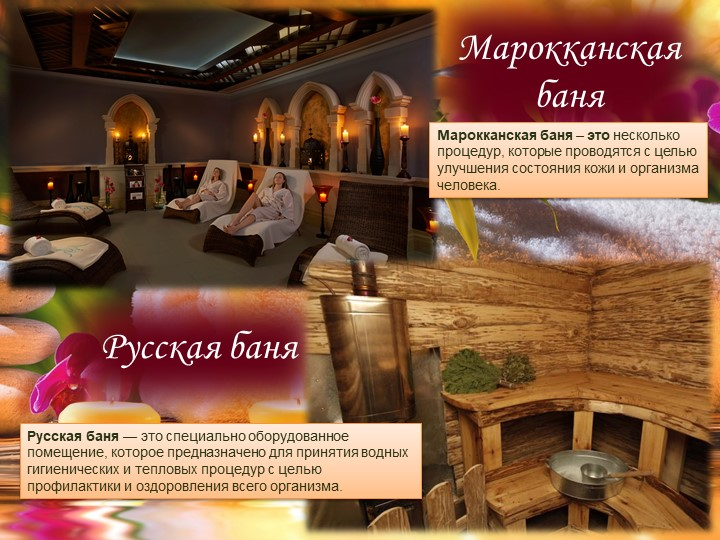 Марокканская
баня
Марокканская баня – это несколько
процедур, которые проводятся с целью
улучшения состояния кожи и организма
человека.
Русская баня
Русская баня — это специально оборудованное
помещение, которое предназначено для принятия водных
гигиенических и тепловых процедур с целью
профилактики и оздоровления всего организма.